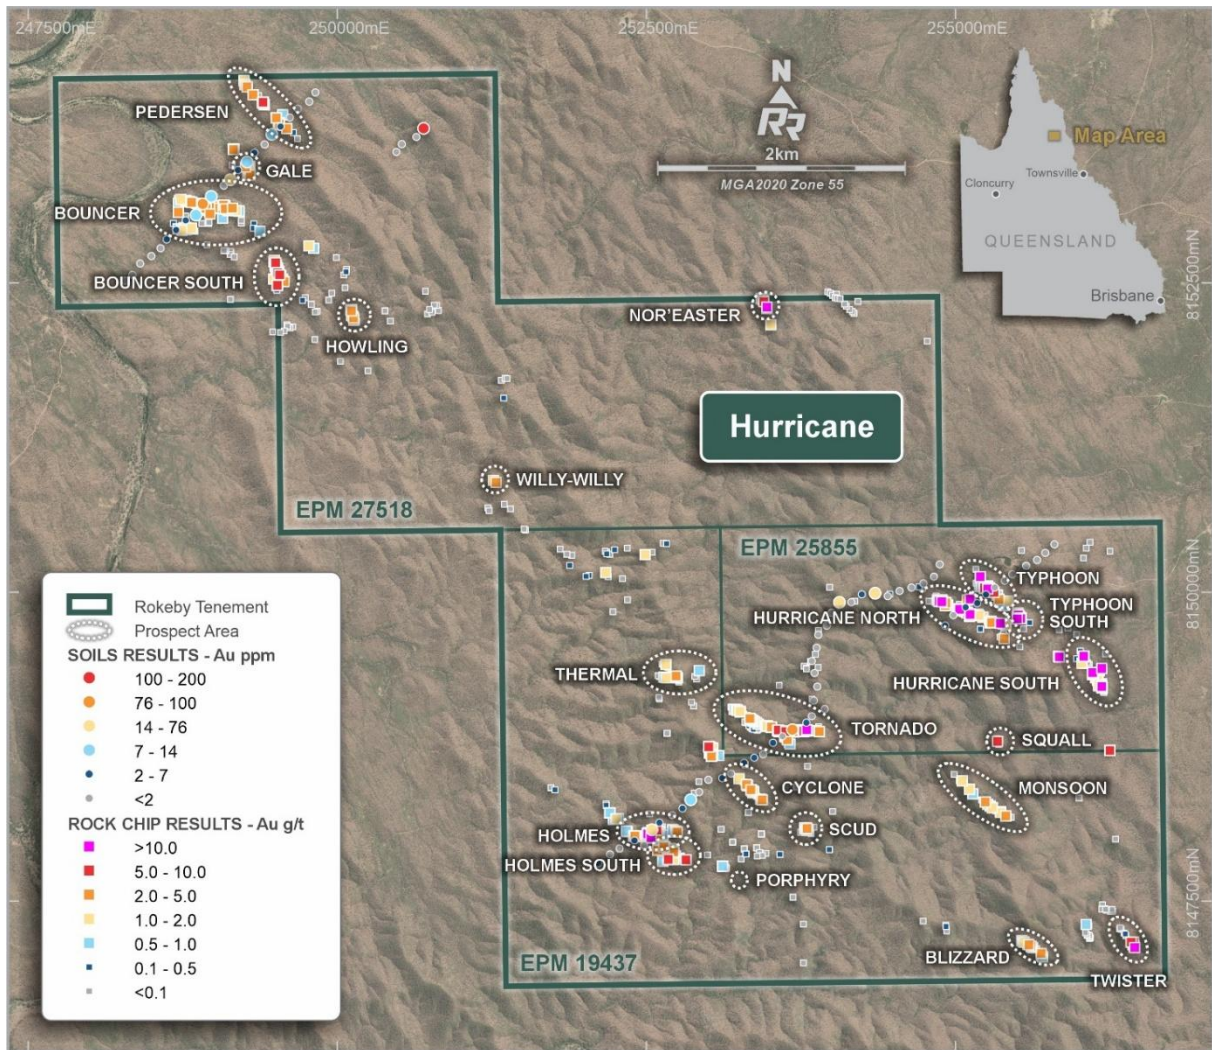 247500mE
250000mE
252500mE
255000mE
N
RR
2km
MGA2020 Zone 55
Map Area
Townsville
Cloncurry
QUEENSLAND
Brisbane
8152500mN
8150000mN
8147500mN
PEDERSEN
GALE
BOUNCER
BOUNCER SOUTH
HOWLING
NOR'EASTER
Hurricane
WILLY-WILLY
EPM 27518
EPM 25855
TYPHOON
TYPHOON
SOUTH
HURRICANE NORTH
HURRICANE SOUTH
THERMAL
TORNADO
SQUALL
CYCLONE
MONSOON
HOLMES
SCUD
HOLMES SOUTH
PORPHYRY
BLIZZARD
TWISTER
EPM 19437
Rokeby Tenement
Prospect Area
SOILS RESULTS - Au ppm
100 - 200
76 - 100
14 - 76
7 - 14
2 - 7
<2
ROCK CHIP RESULTS - Au g/t
>10.0
5.0 - 10.0
2.0 - 5.0
1.0 - 2.0
0.5 - 1.0
0.1 - 0.5
<0.1